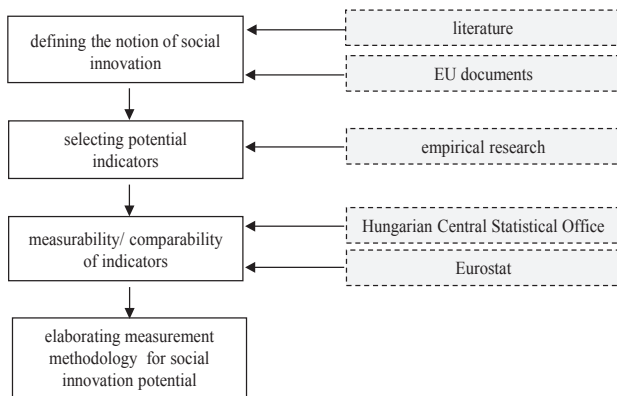 defining the notion of social
innovation
literature
EU documents
selecting potential
indicators
empirical research
measurability/ comparability
of indicators
Hungarian Central Statistical Office
Eurostat
elaborating measurement
methodology for social
innovation potential